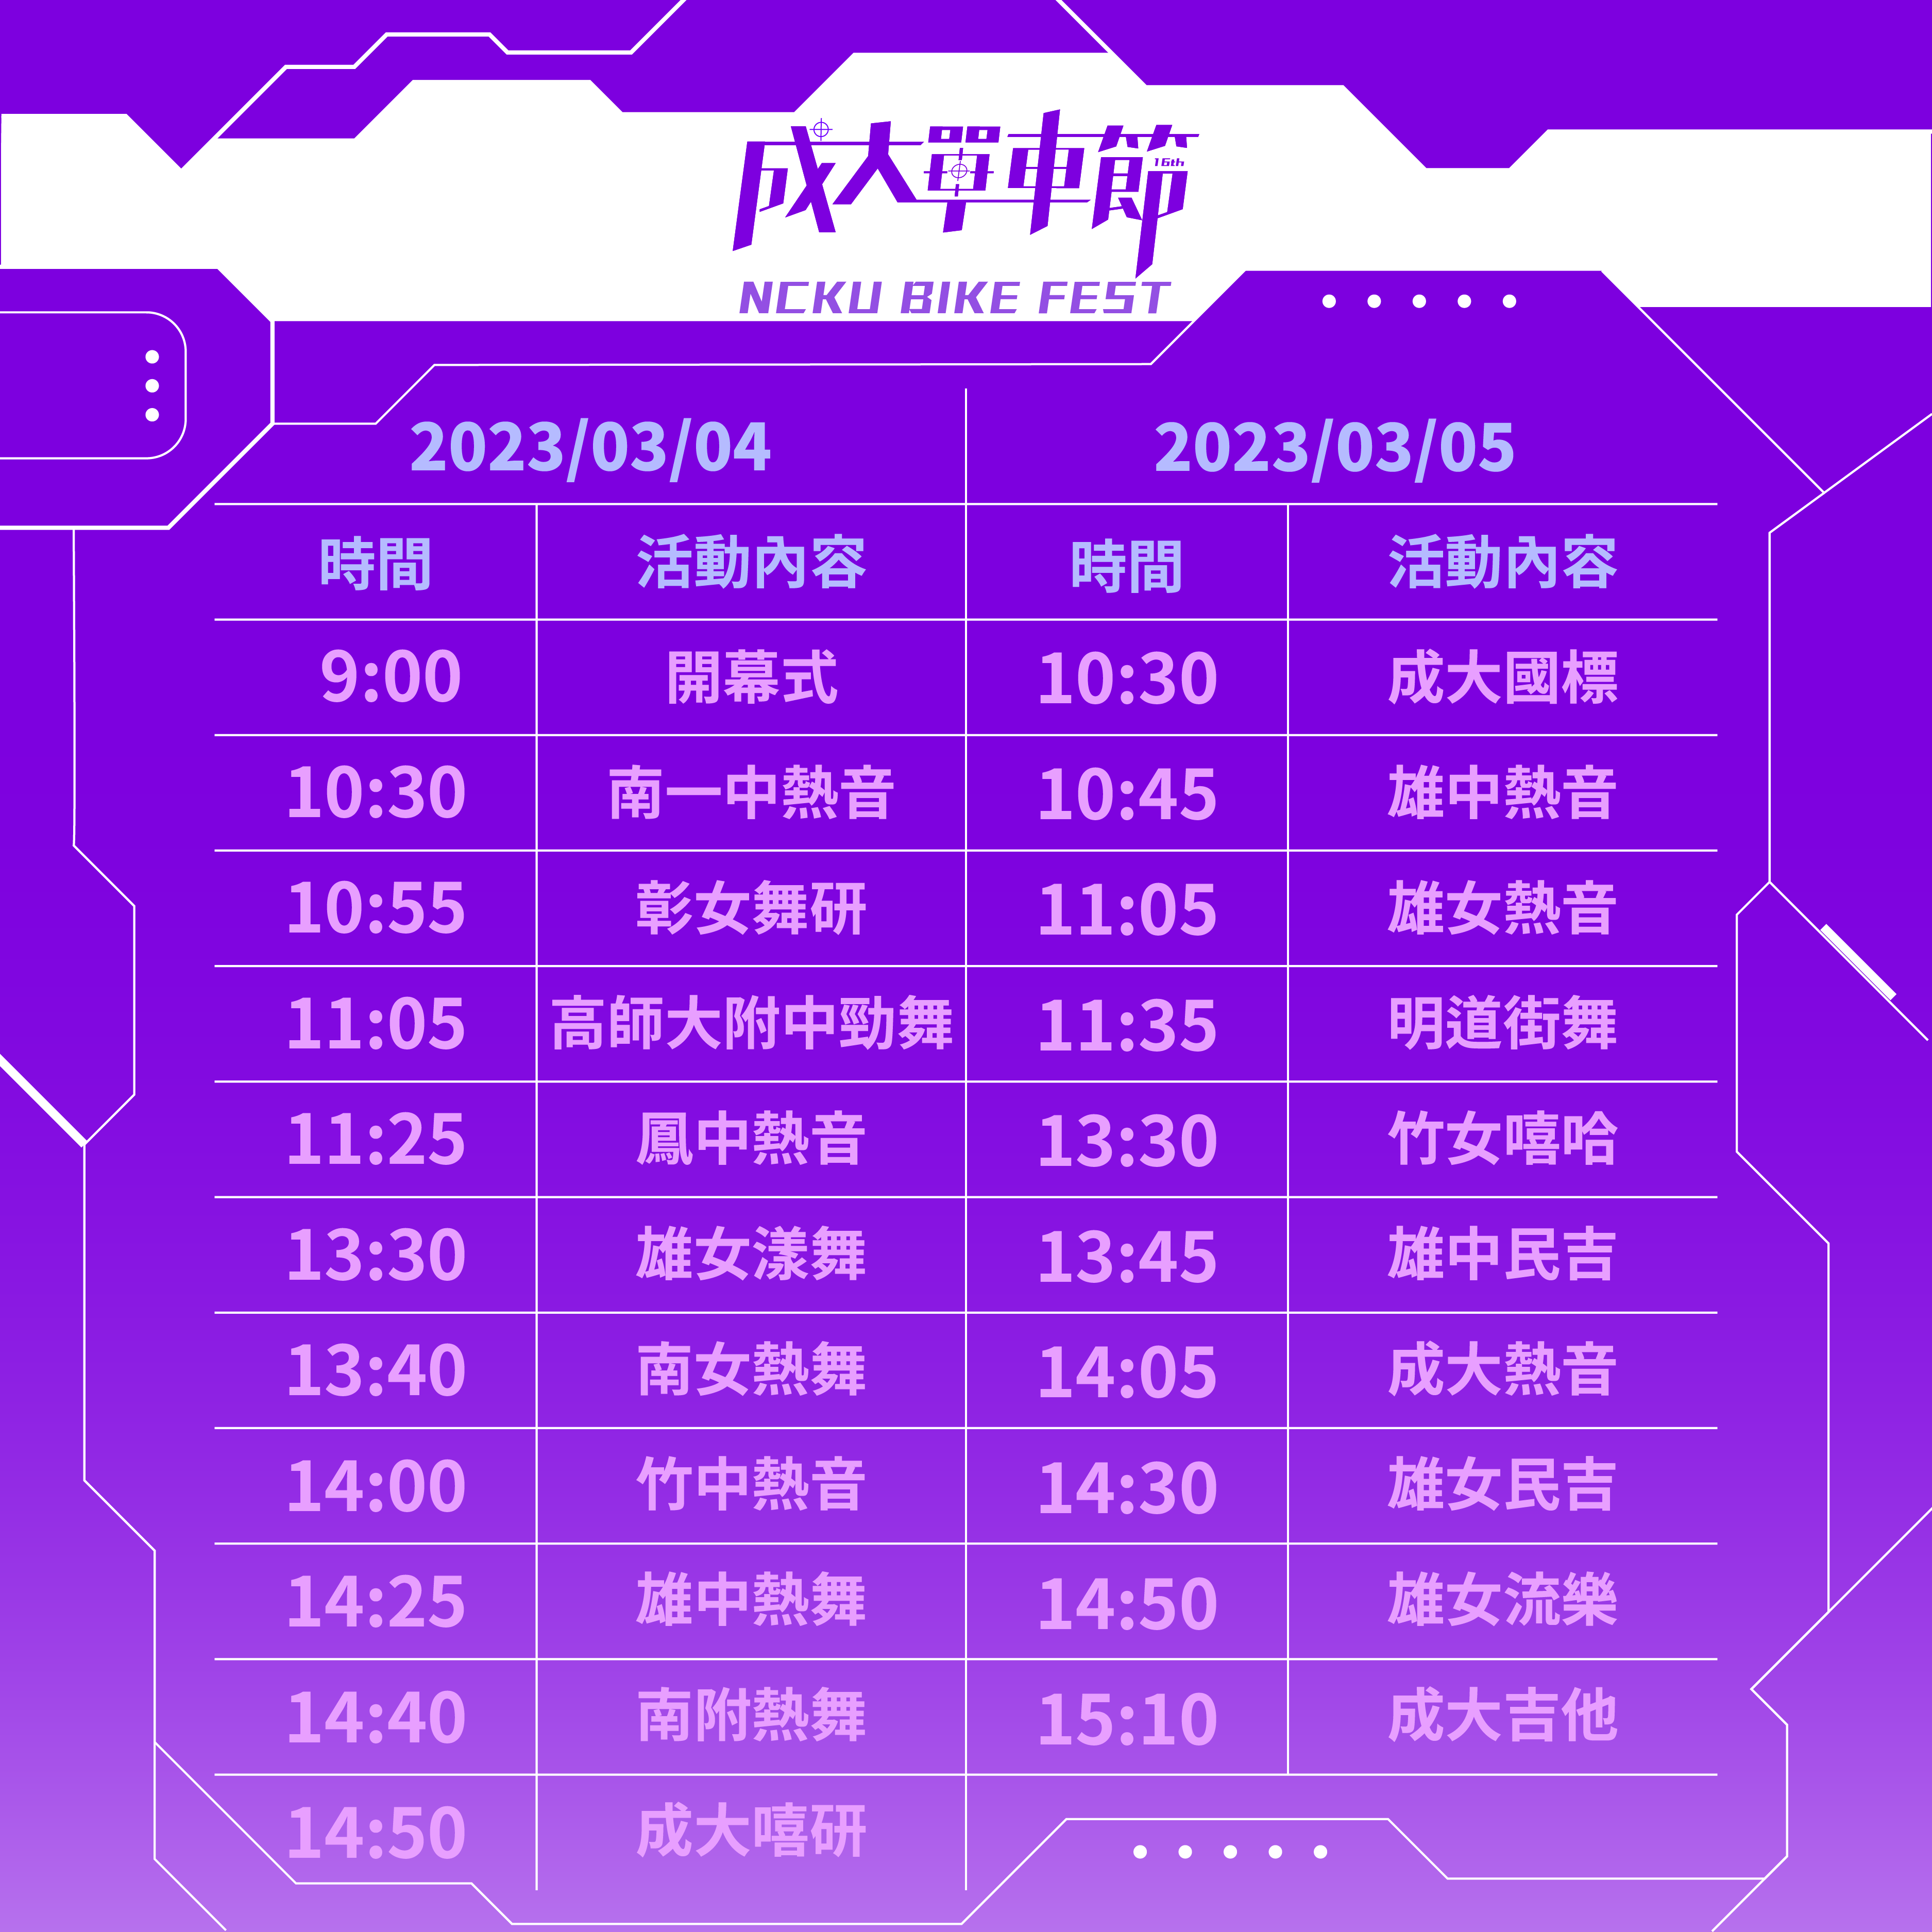 成大單車節
16th
NCKU BIKE FEST
2023/03/04 2023/03/05
時間 活動內容 時間 活動內容
9:00 開幕式 10:30 成大國標
10:30 南一中熱音 10:45 雄中熱音
10:55 彰女舞研 11:05 雄女熱音
11:05 高師大附中勁舞 11:35 明道街舞
11:25 鳳中熱音 13:30 竹女嘻哈
13:30 雄女漾舞 13:45 雄中民吉
13:40 南女熱舞 14:05 成大熱音
14:00 竹中熱音 14:30 雄女民吉
14:25 雄中熱舞 14:50 雄女流樂
14:40 南附熱舞 15:10 成大吉他
14:50 成大嘻研